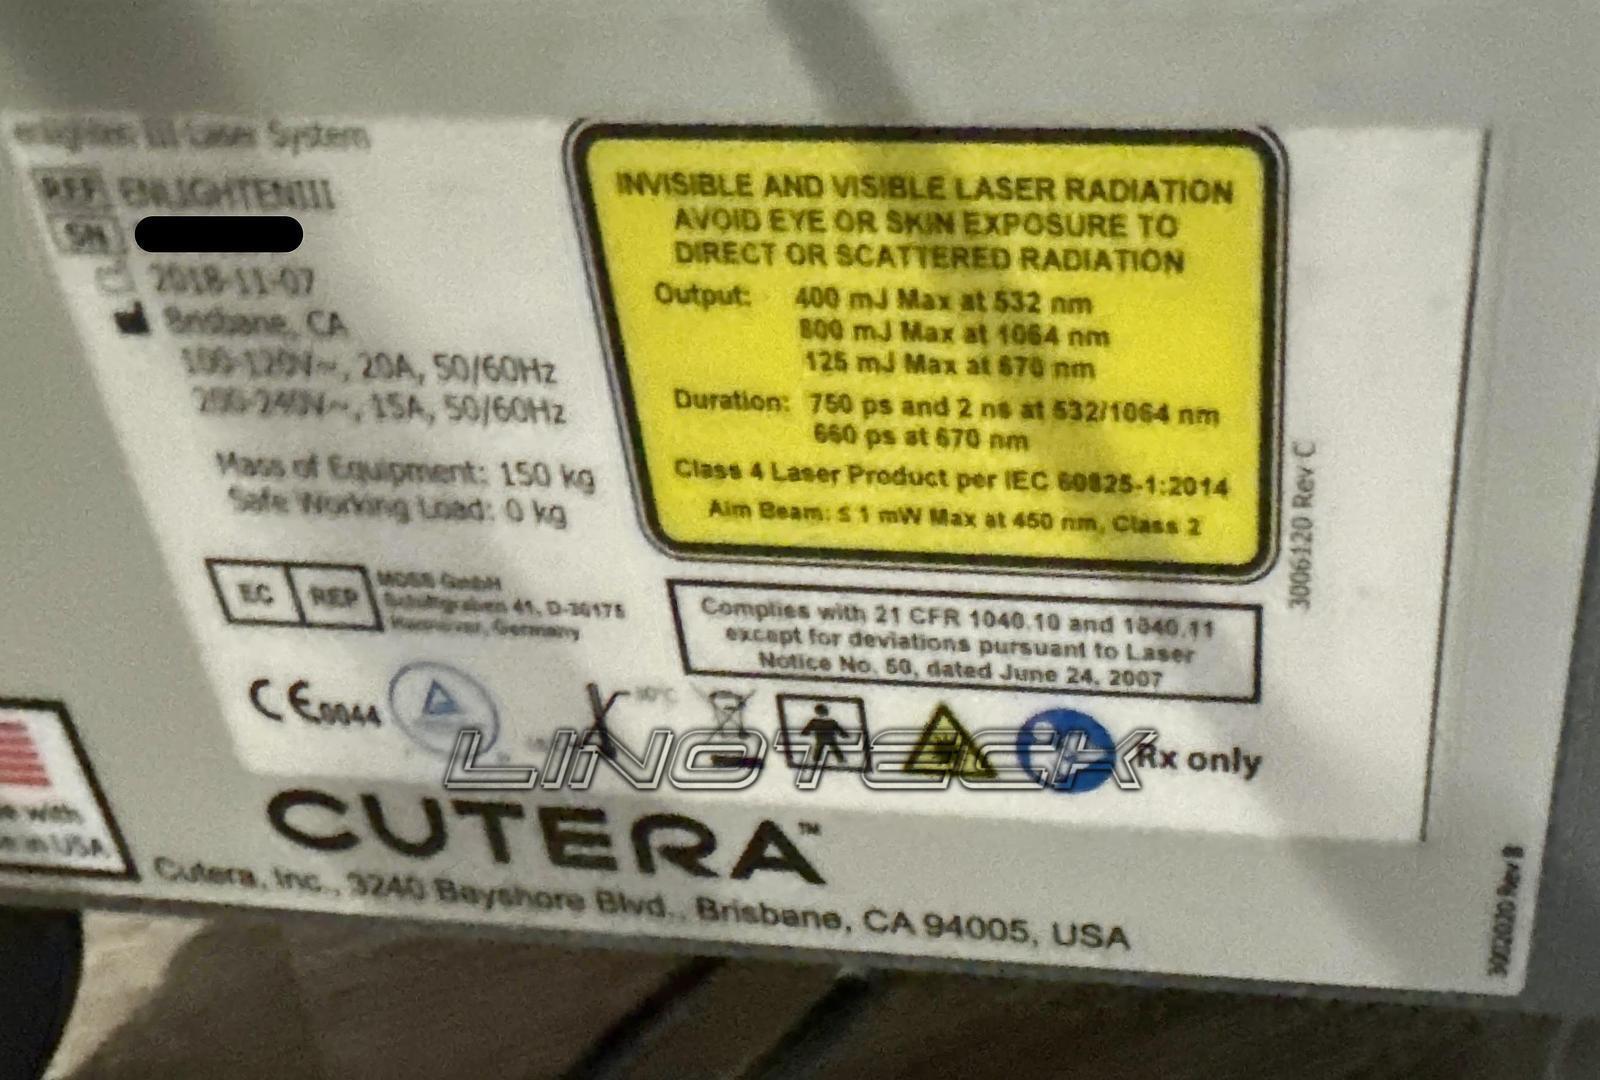 enlighten III Laser System
REF ENLIGHTENIII
SN
2018-11-07
Brisbane, CA
100-120V~, 20A, 50/60Hz
200-240V~, 15A, 50/60Hz
Mass of Equipment: 150 kg
Safe Working Load: 0 kg
EC REP
MDSS GmbH
Schiffgraben 41, D-30175
Hannover, Germany
CE0044
INVISIBLE AND VISIBLE LASER RADIATION
AVOID EYE OR SKIN EXPOSURE TO
DIRECT OR SCATTERED RADIATION
Output: 400 mJ Max at 532 nm
800 mJ Max at 1064 nm
125 mJ Max at 670 nm
Duration: 750 ps and 2 ns at 532/1064 nm
660 ps at 670 nm
Class 4 Laser Product per IEC 60825-1:2014
Aim Beam: ≤ 1 mW Max at 450 nm, Class 2
3006120 Rev C
Complies with 21 CFR 1040.10 and 1040.11
except for deviations pursuant to Laser
Notice No. 50, dated June 24, 2007
LINOTECK
Rx only
with
in USA
CUTERA™
Cutera, Inc., 3240 Bayshore Blvd., Brisbane, CA 94005, USA
3002020 Rev B